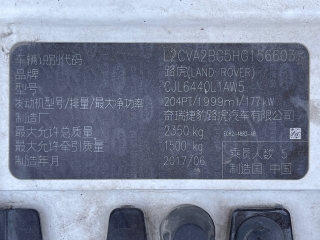 车辆识别代码 L2CVA2BG5HG156603
品牌 路虎(LAND ROVER)
型号 CJL6440L1AW5
发动机型号/排量/最大净功率 204PT/1999ml/177kW
制造厂 奇瑞捷豹路虎汽车有限公司
最大允许总质量 2350 kg
最大允许牵引质量 1500 kg
制造年月 2017/06
乘员人数 5
制造国 中国